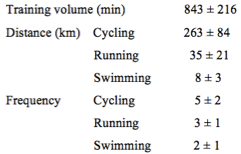 Training volume (min) 843 ± 216
Distance (km) Cycling 263 ± 84
Running 35 ± 21
Swimming 8 ± 3
Frequency Cycling 5 ± 2
Running 3 ± 1
Swimming 2 ± 1